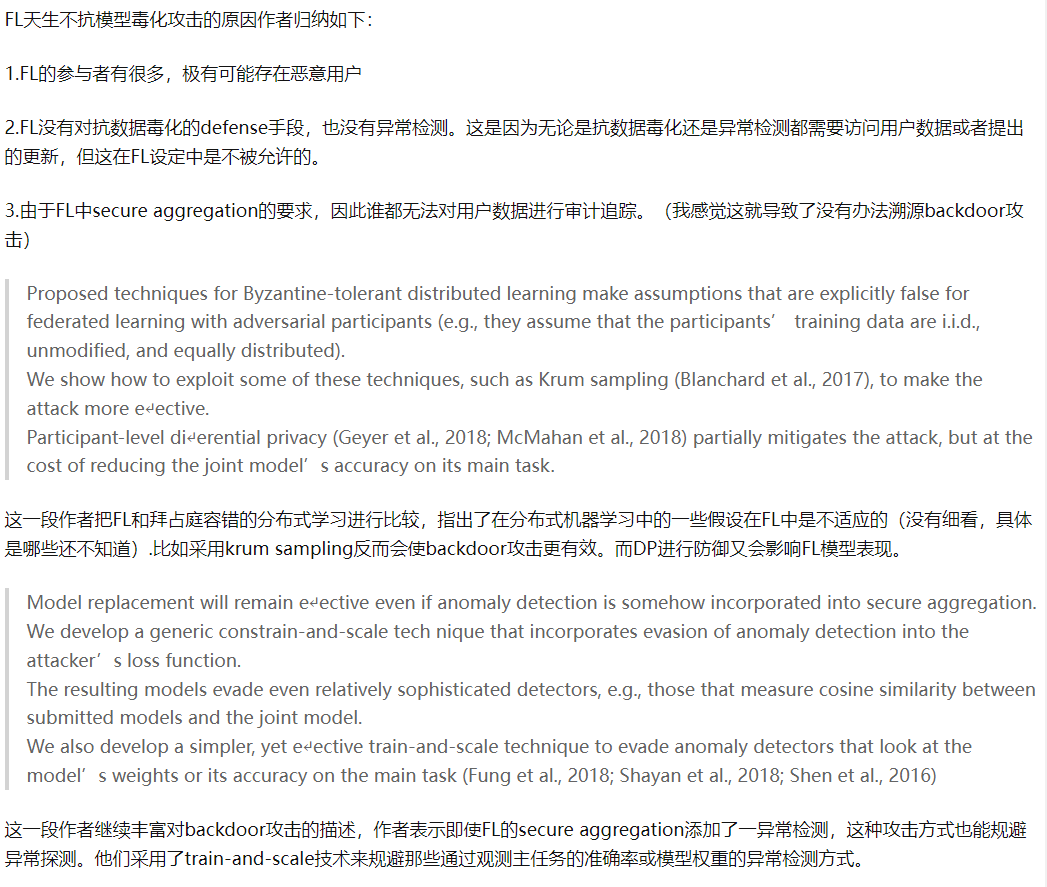 FL天生不抗模型毒化攻击的原因作者归纳如下：
1.FL的参与者有很多，极有可能存在恶意用户
2.FL没有对抗数据毒化的defense手段，也没有异常检测。这是因为无论是抗数据毒化还是异常检测都需要访问用户数据或者提出
的更新，但这在FL设定中是不被允许的。
3.由于FL中secure aggregation的要求，因此谁都无法对用户数据进行审计追踪。（我感觉这就导致了没有办法溯源backdoor攻
击）
Proposed techniques for Byzantine-tolerant distributed learning make assumptions that are explicitly false for
federated learning with adversarial participants (e.g., they assume that the participants’ training data are i.i.d.,
unmodified, and equally distributed).
We show how to exploit some of these techniques, such as Krum sampling (Blanchard et al., 2017), to make the
attack more e↵ective.
Participant-level di↵erential privacy (Geyer et al., 2018; McMahan et al., 2018) partially mitigates the attack, but at the
cost of reducing the joint model’s accuracy on its main task.
这一段作者把FL和拜占庭容错的分布式学习进行比较，指出了在分布式机器学习中的一些假设在FL中是不适应的（没有细看，具体
是哪些还不知道）.比如采用krum sampling反而会使backdoor攻击更有效。而DP进行防御又会影响FL模型表现。
Model replacement will remain e↵ective even if anomaly detection is somehow incorporated into secure aggregation.
We develop a generic constrain-and-scale tech nique that incorporates evasion of anomaly detection into the
attacker’s loss function.
The resulting models evade even relatively sophisticated detectors, e.g., those that measure cosine similarity between
submitted models and the joint model.
We also develop a simpler, yet e↵ective train-and-scale technique to evade anomaly detectors that look at the
model’s weights or its accuracy on the main task (Fung et al., 2018; Shayan et al., 2018; Shen et al., 2016)
这一段作者继续丰富对backdoor攻击的描述，作者表示即使FL的secure aggregation添加了一异常检测，这种攻击方式也能规避
异常探测。他们采用了train-and-scale技术来规避那些通过观测主任务的准确率或模型权重的异常检测方式。